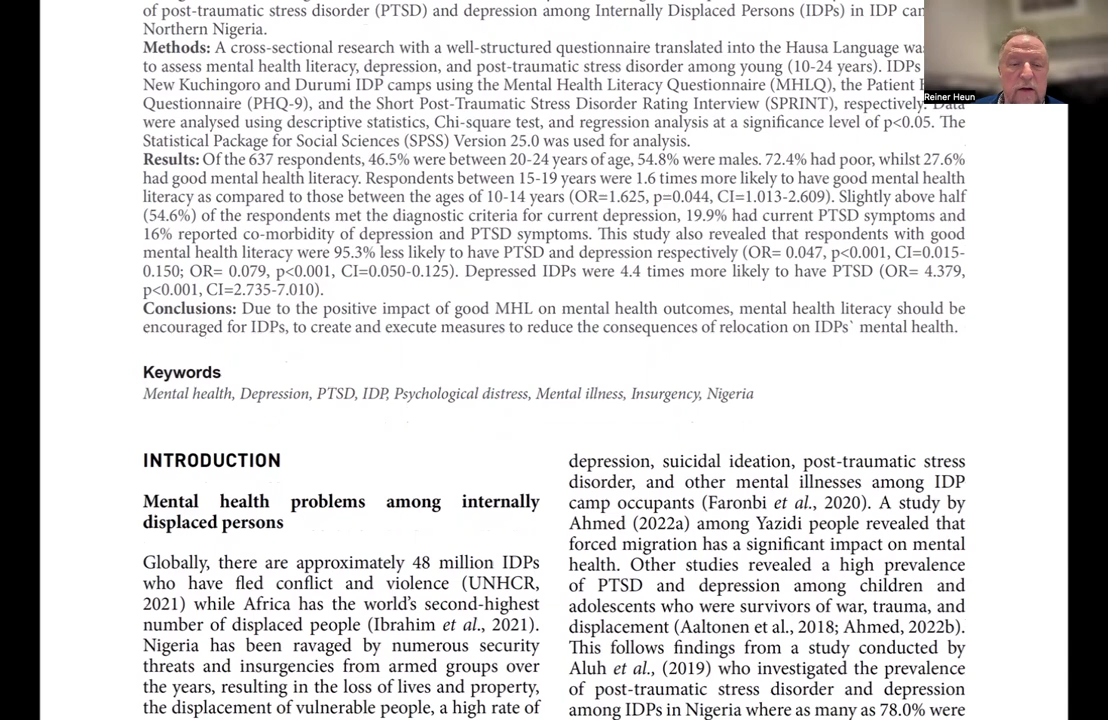 of post-traumatic stress disorder (PTSD) and depression among Internally Displaced Persons (IDPs) in IDP
Northern Nigeria.
Methods: A cross-sectional research with a well-structured questionnaire translated into the Hausa Language
to assess mental health literacy, depression, and post-traumatic stress disorder among young (10-24 years). IDPs
New Kuchingoro and Durumi IDP camps using the Mental Health Literacy Questionnaire (MHLQ), the Patient
Questionnaire (PHQ-9), and the Short Post-Traumatic Stress Disorder Rating Interview (SPRINT), respectively. Data
were analysed using descriptive statistics, Chi-square test, and regression analysis at a significance level of p<0.05. The
Statistical Package for Social Sciences (SPSS) Version 25.0 was used for analysis.
Results: Of the 637 respondents, 46.5% were between 20-24 years of age, 54.8% were males. 72.4% had poor, whilst 27.6%
had good mental health literacy. Respondents between 15-19 years were 1.6 times more likely to have good mental health
literacy as compared to those between the ages of 10-14 years (OR=1.625, p=0.044, CI=1.013-2.609). Slightly above half
(54.6%) of the respondents met the diagnostic criteria for current depression, 19.9% had current PTSD symptoms and
16% reported co-morbidity of depression and PTSD symptoms. This study also revealed that respondents with good
mental health literacy were 95.3% less likely to have PTSD and depression respectively (OR= 0.047, p<0.001, CI=0.015-
0.150; OR= 0.079, p<0.001, CI=0.050-0.125). Depressed IDPs were 4.4 times more likely to have PTSD (OR= 4.379,
p<0.001, CI=2.735-7.010).
Conclusions: Due to the positive impact of good MHL on mental health outcomes, mental health literacy should be
encouraged for IDPs, to create and execute measures to reduce the consequences of relocation on IDPs` mental health.
Keywords
Mental health, Depression, PTSD, IDP, Psychological distress, Mental illness, Insurgency, Nigeria
INTRODUCTION
Mental health problems among internally
displaced persons
Globally, there are approximately 48 million IDPs
who have fled conflict and violence (UNHCR,
2021) while Africa has the world's second-highest
number of displaced people (Ibrahim et al., 2021).
Nigeria has been ravaged by numerous security
threats and insurgencies from armed groups over
the years, resulting in the loss of lives and property,
the displacement of vulnerable people, a high rate of
depression, suicidal ideation, post-traumatic stress
disorder, and other mental illnesses among IDP
camp occupants (Faronbi et al., 2020). A study by
Ahmed (2022a) among Yazidi people revealed that
forced migration has a significant impact on mental
health. Other studies revealed a high prevalence
of PTSD and depression among children and
adolescents who were survivors of war, trauma, and
displacement (Aaltonen et al., 2018; Ahmed, 2022b).
This follows findings from a study conducted by
Aluh et al., (2019) who investigated the prevalence
of post-traumatic stress disorder and depression
among IDPs in Nigeria where as many as 78.0% were
Reiner Heun